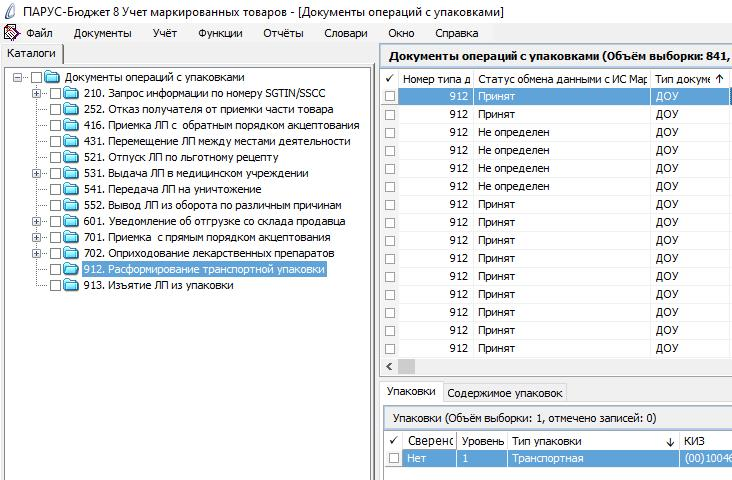 ПАРУС-Бюджет 8 Учет маркированных товаров - [Документы операций с упаковками]
Файл Документы Учёт Функции Отчёты Словари Окно Справка
Каталоги
Документы операций с упаковками
210. Запрос информации по номеру SGTIN/SSCC
252. Отказ получателя от приемки части товара
416. Приемка ЛП с обратным порядком акцептования
431. Перемещение ЛП между местами деятельности
521. Отпуск ЛП по льготному рецепту
531. Выдача ЛП в медицинском учреждении
541. Передача ЛП на уничтожение
552. Вывод ЛП из оборота по различным причинам
601. Уведомление об отгрузке со склада продавца
701. Приемка с прямым порядком акцептования
702. Оприходование лекарственных препаратов
912. Расформирование транспортной упаковки
913. Изъятие ЛП из упаковки
Документы операций с упаковками (Объём выборки: 841,
Номер типа д Статус обмена данными с ИС Мар Тип докуме
912 Принят ДОУ
912 Принят ДОУ
912 Не определен ДОУ
912 Не определен ДОУ
912 Не определен ДОУ
912 Не определен ДОУ
912 Принят ДОУ
912 Принят ДОУ
912 Принят ДОУ
912 Принят ДОУ
912 Принят ДОУ
912 Принят ДОУ
912 Принят ДОУ
912 Принят ДОУ
912 Принят ДОУ
Упаковки Содержимое упаковок
Упаковки (Объём выборки: 1, отмечено записей: 0)
Сверено Уровень Тип упаковки КИЗ
Нет 1 Транспортная (00)10046